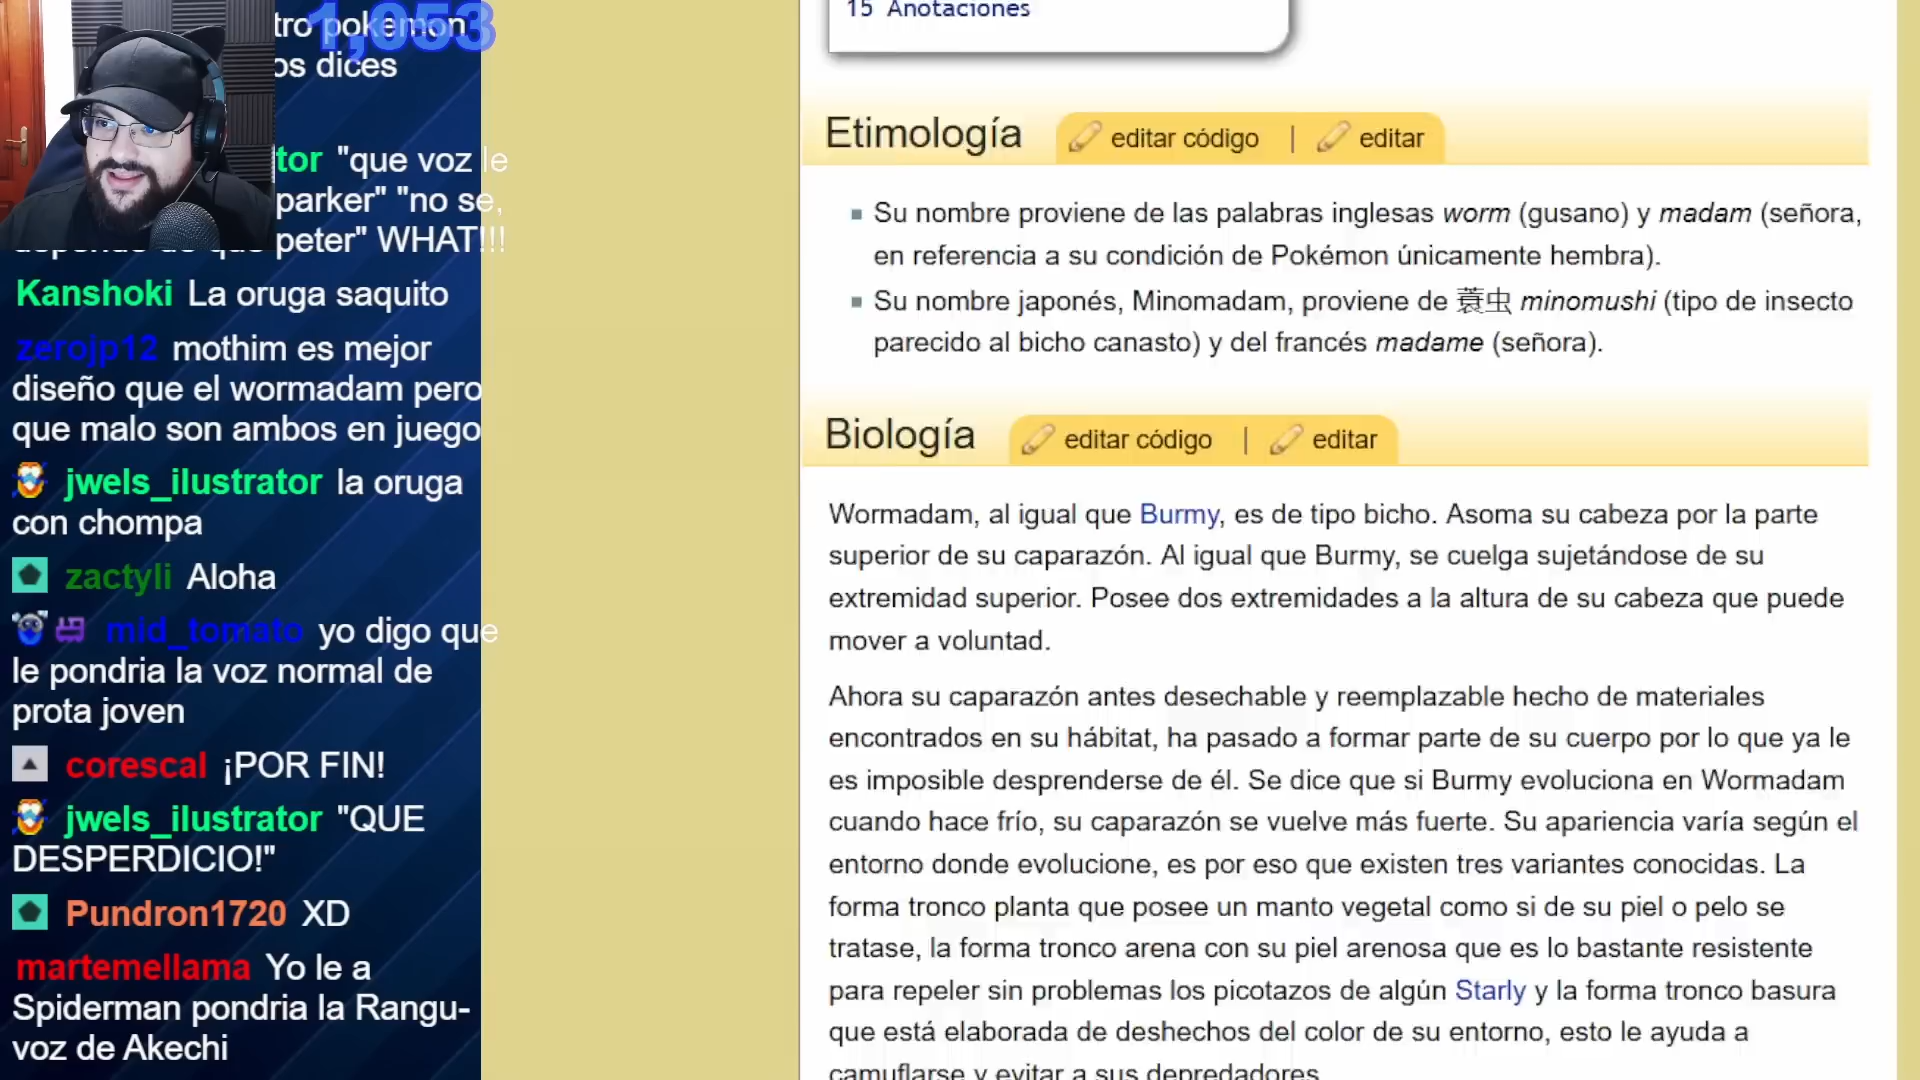 1,053
tro pokemon
os dices
tor "que voz le
parker" "no se,
peter" WHAT!!!
Kanshoki La oruga saquito
zerojp12 mothim es mejor
diseño que el wormadam pero
que malo son ambos en juego
jwels_ilustrator la oruga
con chompa
zactyli Aloha
mid_tomato yo digo que
le pondria la voz normal de
prota joven
corescal ¡POR FIN!
jwels_ilustrator "QUE
DESPERDICIO!"
Pundron1720 XD
martemellama Yo le a
Spiderman pondria la Rangu-
voz de Akechi
15 Anotaciones
Etimología editar código | editar
Su nombre proviene de las palabras inglesas worm (gusano) y madam (señora,
en referencia a su condición de Pokémon únicamente hembra).
Su nombre japonés, Minomadam, proviene de 蓑虫 minomushi (tipo de insecto
parecido al bicho canasto) y del francés madame (señora).
Biología editar código | editar
Wormadam, al igual que Burmy, es de tipo bicho. Asoma su cabeza por la parte
superior de su caparazón. Al igual que Burmy, se cuelga sujetándose de su
extremidad superior. Posee dos extremidades a la altura de su cabeza que puede
mover a voluntad.
Ahora su caparazón antes desechable y reemplazable hecho de materiales
encontrados en su hábitat, ha pasado a formar parte de su cuerpo por lo que ya le
es imposible desprenderse de él. Se dice que si Burmy evoluciona en Wormadam
cuando hace frío, su caparazón se vuelve más fuerte. Su apariencia varía según el
entorno donde evolucione, es por eso que existen tres variantes conocidas. La
forma tronco planta que posee un manto vegetal como si de su piel o pelo se
tratase, la forma tronco arena con su piel arenosa que es lo bastante resistente
para repeler sin problemas los picotazos de algún Starly y la forma tronco basura
que está elaborada de deshechos del color de su entorno, esto le ayuda a
camuflarse y evitar a sus depredadores